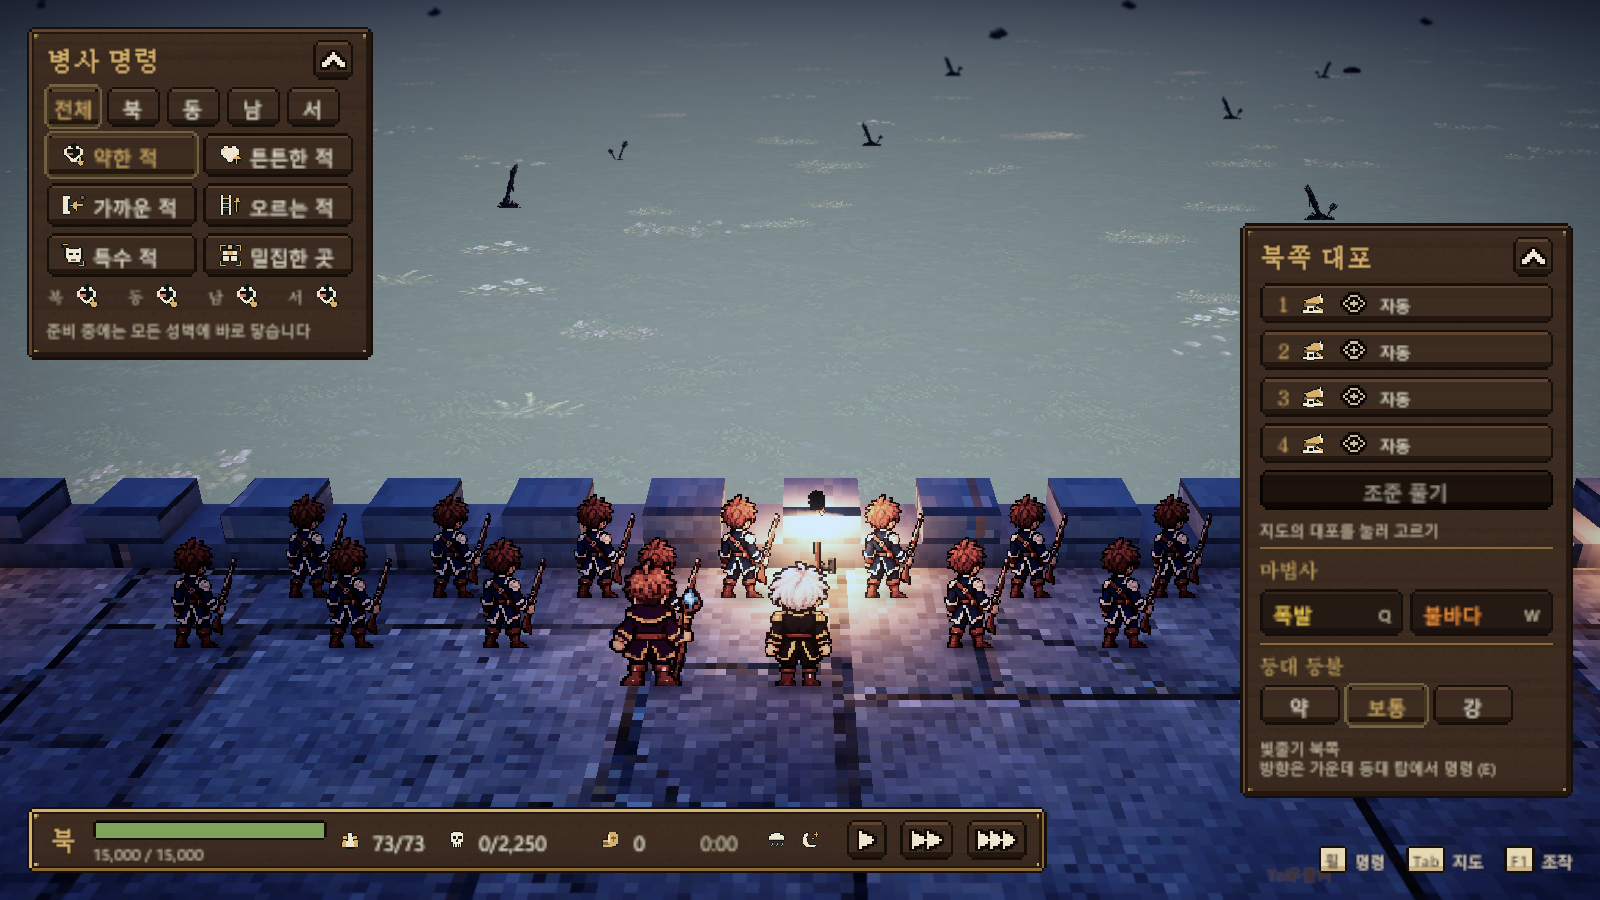 병사 명령
전체 북 동 남 서
약한 적 튼튼한 적
가까운 적 오르는 적
특수 적 밀집한 곳
북 동 남 서
준비 중에는 모든 성벽에 바로 닿습니다
북쪽 대포
1 자동
2 자동
3 자동
4 자동
조준 풀기
지도의 대포를 눌러 고르기
마법사
폭발 Q 불바다 W
등대 등불
약 보통 강
빛줄기 북쪽
방향은 가운데 등대 탑에서 명령 (E)
북 15,000 / 15,000 73/73 0/2,250 0 0:00
휠 명령 Tab 지도 F1 조작